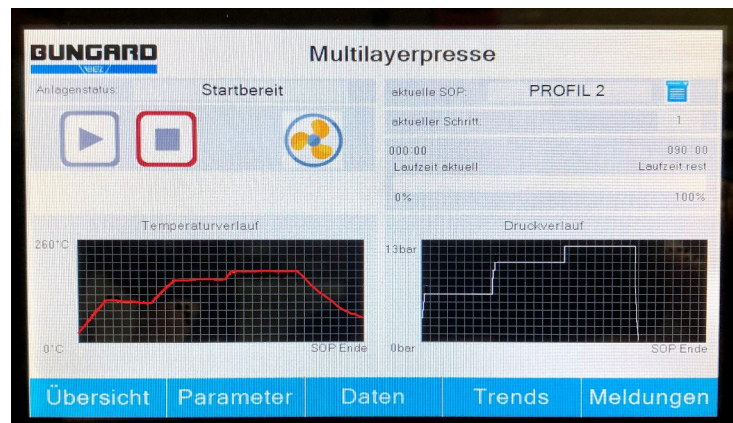 BUNGARD
Multilayerpresse
Anlagenstatus: Startbereit
aktuelle SOP: PROFIL 2
aktueller Schritt: 1
000:00 090:00
Laufzeit aktuell Laufzeit rest
0% 100%
Temperaturverlauf
260°C
0°C SOP Ende
Druckverlauf
13bar
0bar SOP Ende
Übersicht Parameter Daten Trends Meldungen